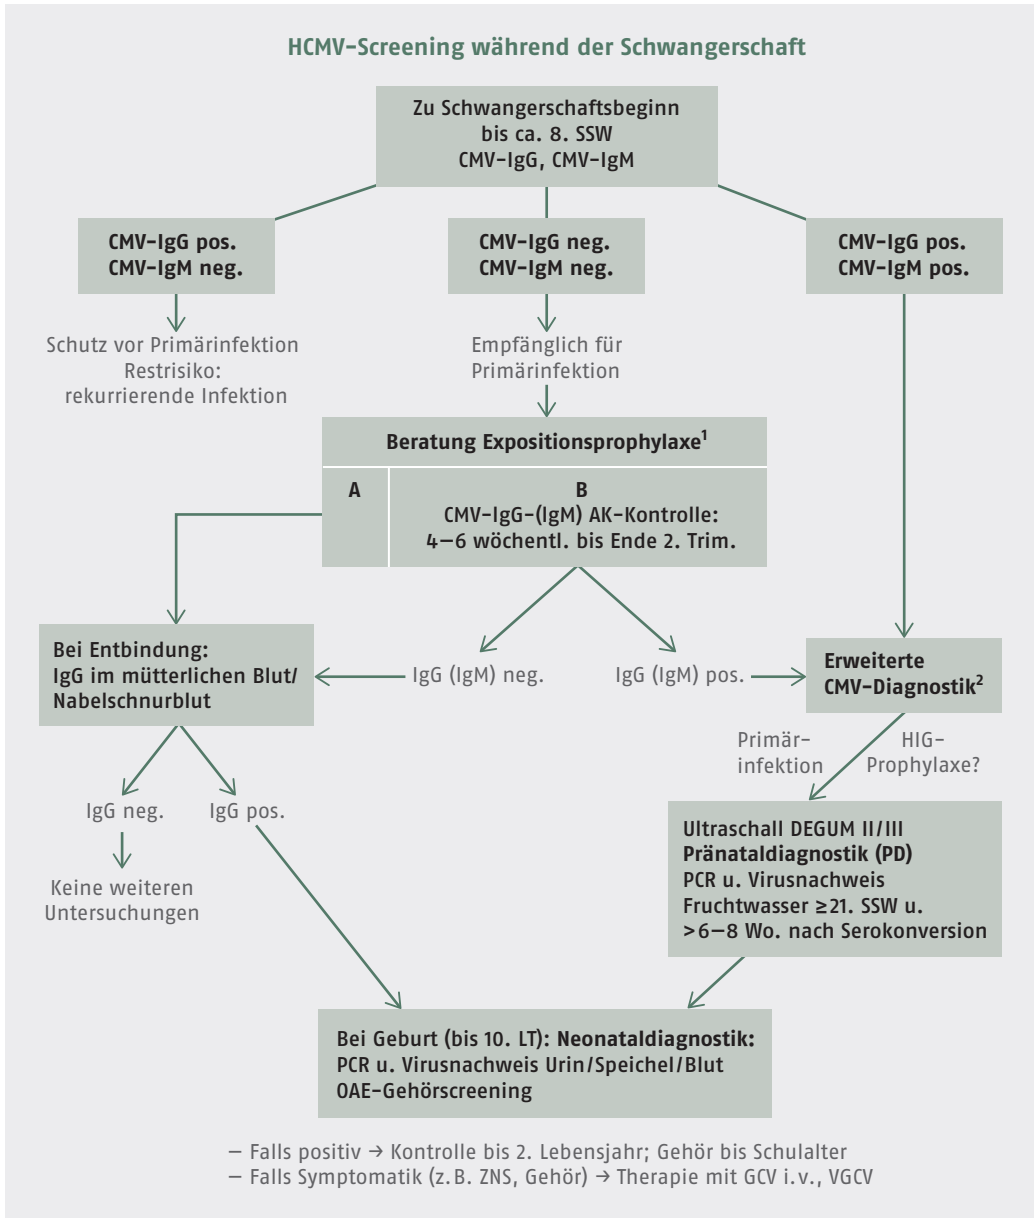 HCMV-Screening während der Schwangerschaft
Zu Schwangerschaftsbeginn
bis ca. 8. SSW
CMV-IgG, CMV-IgM
CMV-IgG pos.
CMV-IgM neg.
CMV-IgG neg.
CMV-IgM neg.
CMV-IgG pos.
CMV-IgM pos.
Schutz vor Primärinfektion
Restrisiko:
rekurrierende Infektion
Empfänglich für
Primärinfektion
Beratung Expositionsprophylaxe¹
A
B
CMV-IgG-(IgM) AK-Kontrolle:
4–6 wöchentl. bis Ende 2. Trim.
Bei Entbindung:
IgG im mütterlichen Blut/
Nabelschnurblut
IgG (IgM) neg.
IgG (IgM) pos.
Erweiterte
CMV-Diagnostik²
Primär-
infektion
HIG-
Prophylaxe?
IgG neg.
IgG pos.
Keine weiteren
Untersuchungen
Ultraschall DEGUM II/III
Pränataldiagnostik (PD)
PCR u. Virusnachweis
Fruchtwasser ≥21. SSW u.
>6–8 Wo. nach Serokonversion
Bei Geburt (bis 10. LT): Neonataldiagnostik:
PCR u. Virusnachweis Urin/Speichel/Blut
OAE-Gehörscreening
– Falls positiv → Kontrolle bis 2. Lebensjahr; Gehör bis Schulalter
– Falls Symptomatik (z. B. ZNS, Gehör) → Therapie mit GCV i.v., VGCV